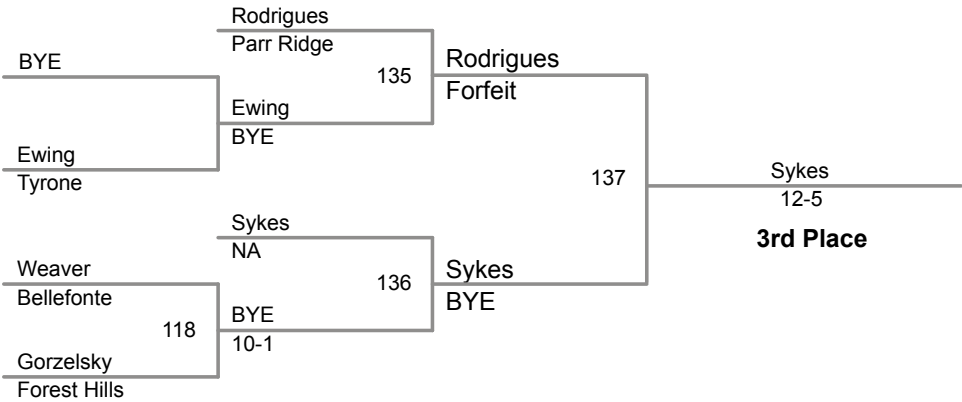 Rodrigues
Parr Ridge
BYE
135
Rodrigues
Forfeit
Ewing
BYE
Ewing
Tyrone
137
Sykes
12-5
3rd Place
Sykes
NA
Weaver
Bellefonte
136
Sykes
BYE
118
BYE
10-1
Gorzelsky
Forest Hills